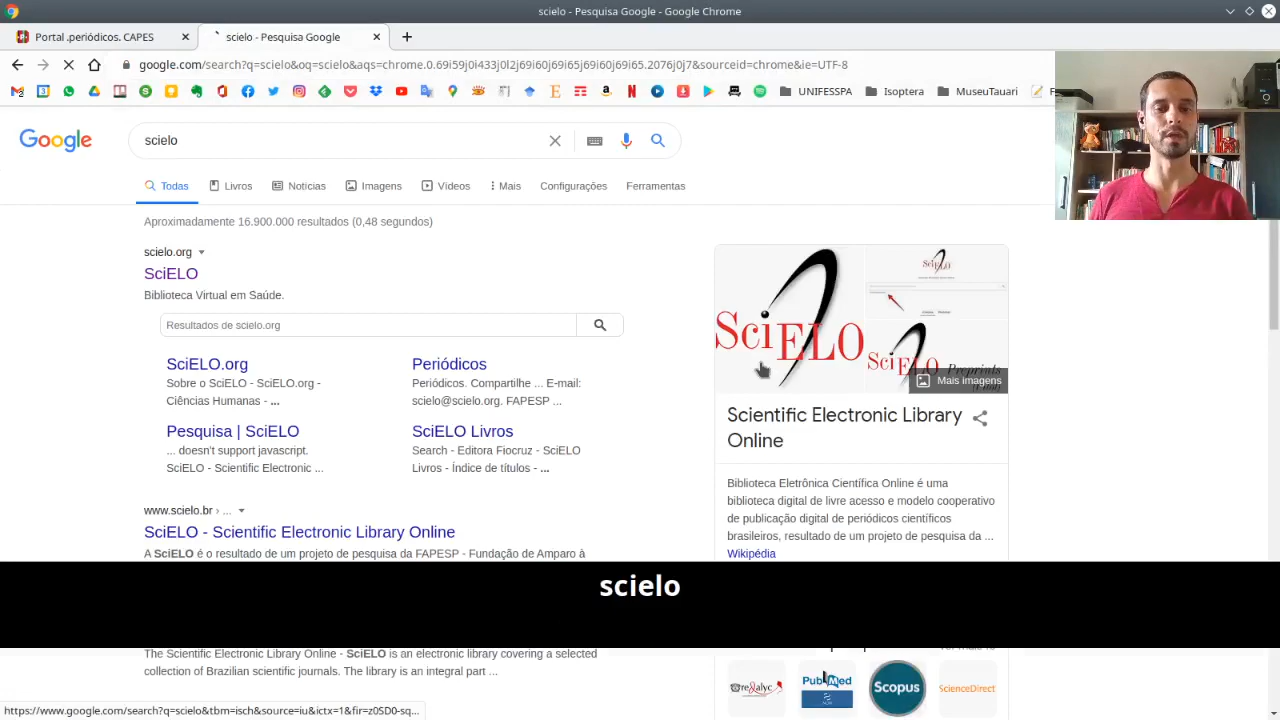 scielo - Pesquisa Google - Google Chrome
Portal .periódicos. CAPES
scielo - Pesquisa Google
google.com/search?q=scielo&oq=scielo&aqs=chrome.0.69i59j0i433j0l2j69i60j69i65j69i60j69i65.2076j0j7&sourceid=chrome&ie=UTF-8
UNIFESSPA Isoptera MuseuTauari
Google
scielo
Todas Livros Notícias Imagens Vídeos Mais Configurações Ferramentas
Aproximadamente 16.900.000 resultados (0,48 segundos)
scielo.org
SciELO
Biblioteca Virtual em Saúde.
Resultados de scielo.org
SciELO.org
Sobre o SciELO - SciELO.org -
Ciências Humanas - ...
Periódicos
Periódicos. Compartilhe ... E-mail:
scielo@scielo.org. FAPESP ...
Pesquisa | SciELO
... doesn't support javascript.
SciELO - Scientific Electronic ...
SciELO Livros
Search - Editora Fiocruz - SciELO
Livros - Índice de títulos - ...
www.scielo.br › ...
SciELO - Scientific Electronic Library Online
A SciELO é o resultado de um projeto de pesquisa da FAPESP - Fundação de Amparo à
The Scientific Electronic Library Online - SciELO is an electronic library covering a selected
collection of Brazilian scientific journals. The library is an integral part ...
SciELO
SciELO
Preprints
Mais imagens
Scientific Electronic Library
Online
Biblioteca Eletrônica Científica Online é uma
biblioteca digital de livre acesso e modelo cooperativo
de publicação digital de periódicos científicos
brasileiros, resultado de um projeto de pesquisa da ...
Wikipédia
scielo
redalyc
PubMed
Scopus
ScienceDirect
https://www.google.com/search?q=scielo&tbm=isch&source=iu&ictx=1&fir=z0SD0-sq...